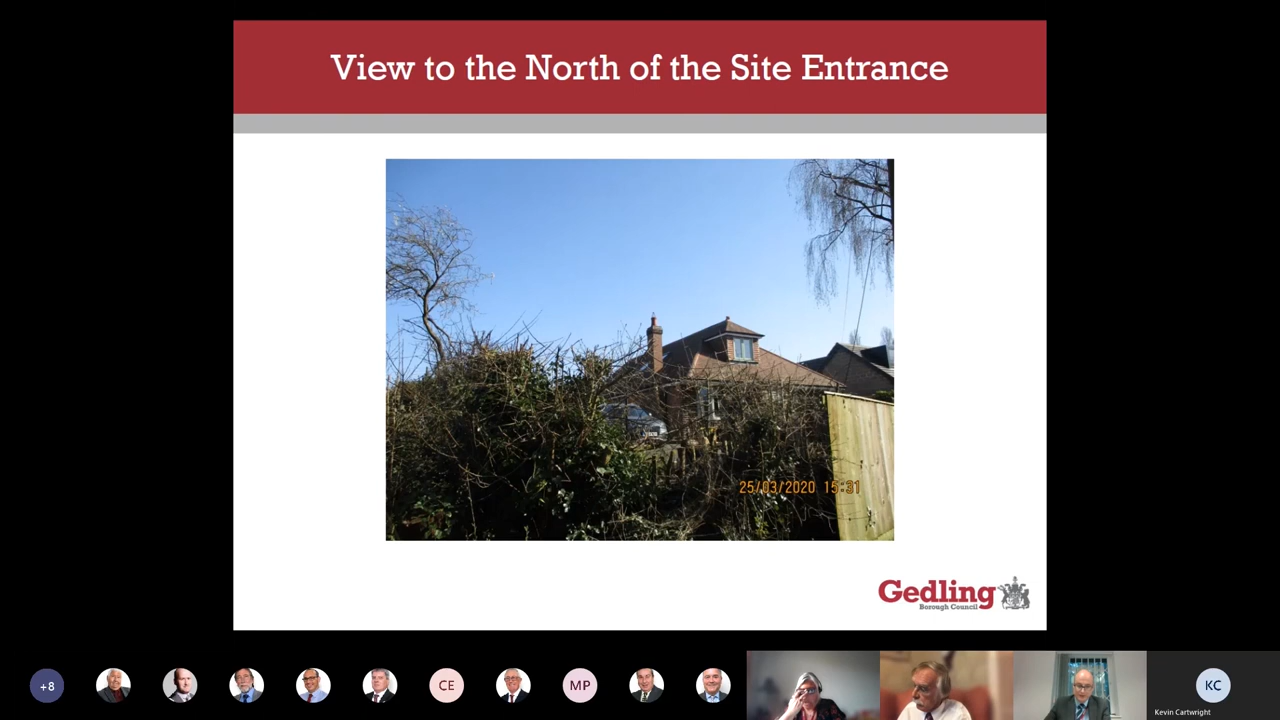 View to the North of the Site Entrance
25/03/2020 15:31
Gedling
Borough Council
+8
CE
MP
KC
Kevin Cartwright